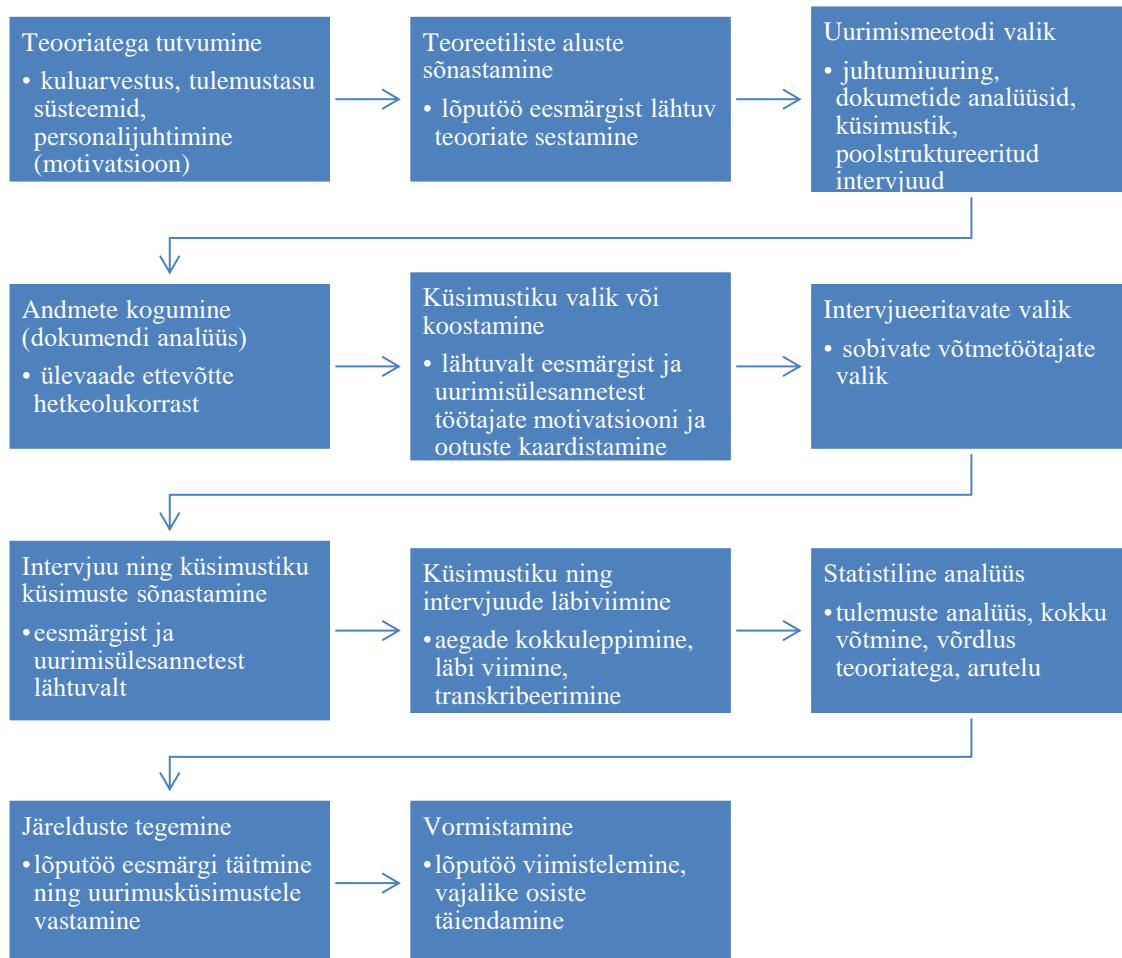 Teooriatega tutvumine
• kuluarvestus, tulemustasu
süsteemid,
personalijuhtimine
(motivatsioon)
Teoreetiliste aluste
sõnastamine
• lõputöö eesmärgist lähtuv
teooriate sestamine
Uurimismeetodi valik
• juhtumiuuring,
dokumetide analüüsid,
küsimustik,
poolstruktureeritud
intervjuud
Andmete kogumine
(dokumendi analüüs)
• ülevaade ettevõtte
hetkeolukorrast
Küsimustiku valik või
koostamine
• lähtuvalt eesmärgist ja
uurimisülesannetest
töötajate motivatsiooni ja
ootuste kaardistamine
Intervjueeritavate valik
• sobivate võtmetöötajate
valik
Intervjuu ning küsimustiku
küsimuste sõnastamine
•eesmärgist ja
uurimisülesannetest
lähtuvalt
Küsimustiku ning
intervjuude läbiviimine
•aegade kokkuleppimine,
läbi viimine,
transkribeerimine
Statistiline analüüs
•tulemuste analüüs, kokku
võtmine, võrdlus
teooriatega, arutelu
Järelduste tegemine
•lõputöö eesmärgi täitmine
ning uurimusküsimustele
vastamine
Vormistamine
•lõputöö viimistelemine,
vajalike osiste
täiendamine